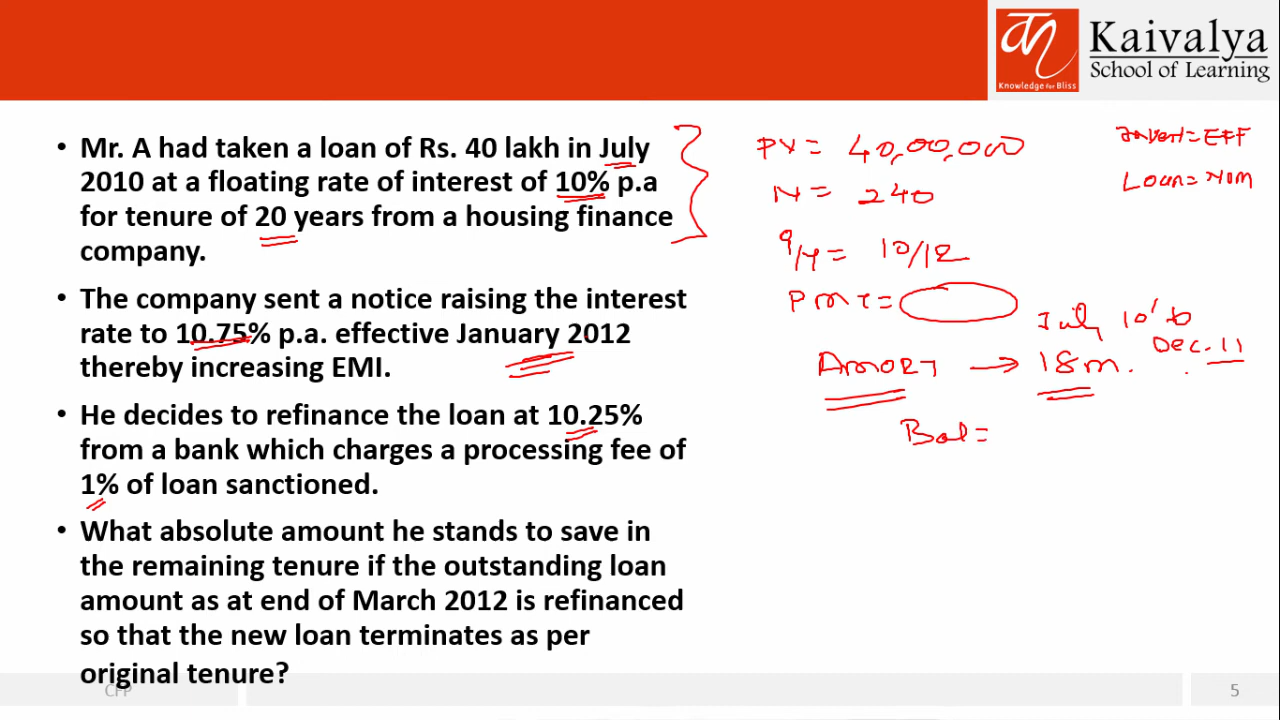 Kaivalya
School of Learning
Knowledge for Bliss
• Mr. A had taken a loan of Rs. 40 lakh in July
2010 at a floating rate of interest of 10% p.a
for tenure of 20 years from a housing finance
company.
• The company sent a notice raising the interest
rate to 10.75% p.a. effective January 2012
thereby increasing EMI.
• He decides to refinance the loan at 10.25%
from a bank which charges a processing fee of
1% of loan sanctioned.
• What absolute amount he stands to save in
the remaining tenure if the outstanding loan
amount as at end of March 2012 is refinanced
so that the new loan terminates as per
original tenure?
PV = 40,00,000
N = 240
I/Y = 10/12
PMT =
AMORT → 18m.
Bal =
July 10' to
Dec. 11
= EFF
Loan = Nom
CFP
5